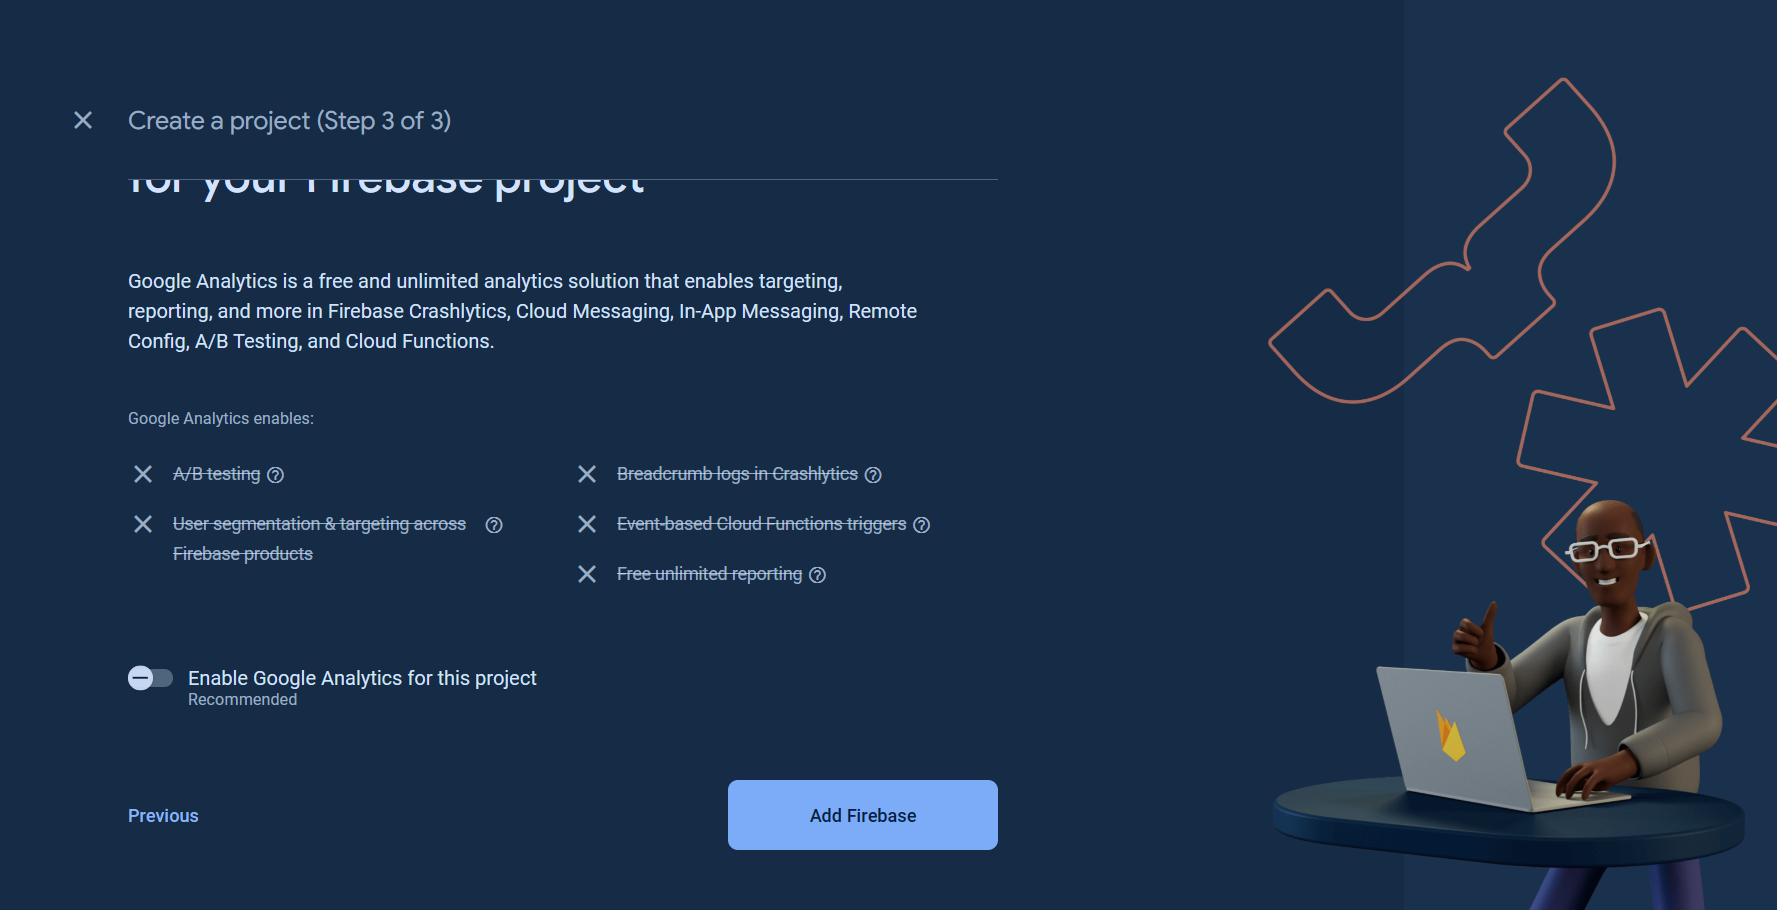 Create a project (Step 3 of 3)
for your Firebase project
Google Analytics is a free and unlimited analytics solution that enables targeting,
reporting, and more in Firebase Crashlytics, Cloud Messaging, In-App Messaging, Remote
Config, A/B Testing, and Cloud Functions.
Google Analytics enables:
A/B testing
User segmentation & targeting across
Firebase products
Breadcrumb logs in Crashlytics
Event-based Cloud Functions triggers
Free unlimited reporting
Enable Google Analytics for this project
Recommended
Previous
Add Firebase